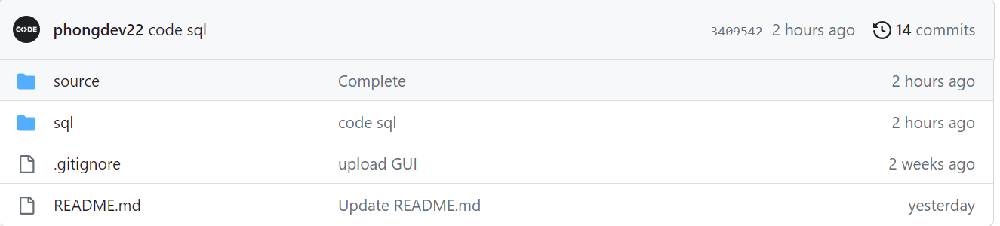 CODE phongdev22 code sql 3409542 2 hours ago 14 commits
source Complete 2 hours ago
sql code sql 2 hours ago
.gitignore upload GUI 2 weeks ago
README.md Update README.md yesterday